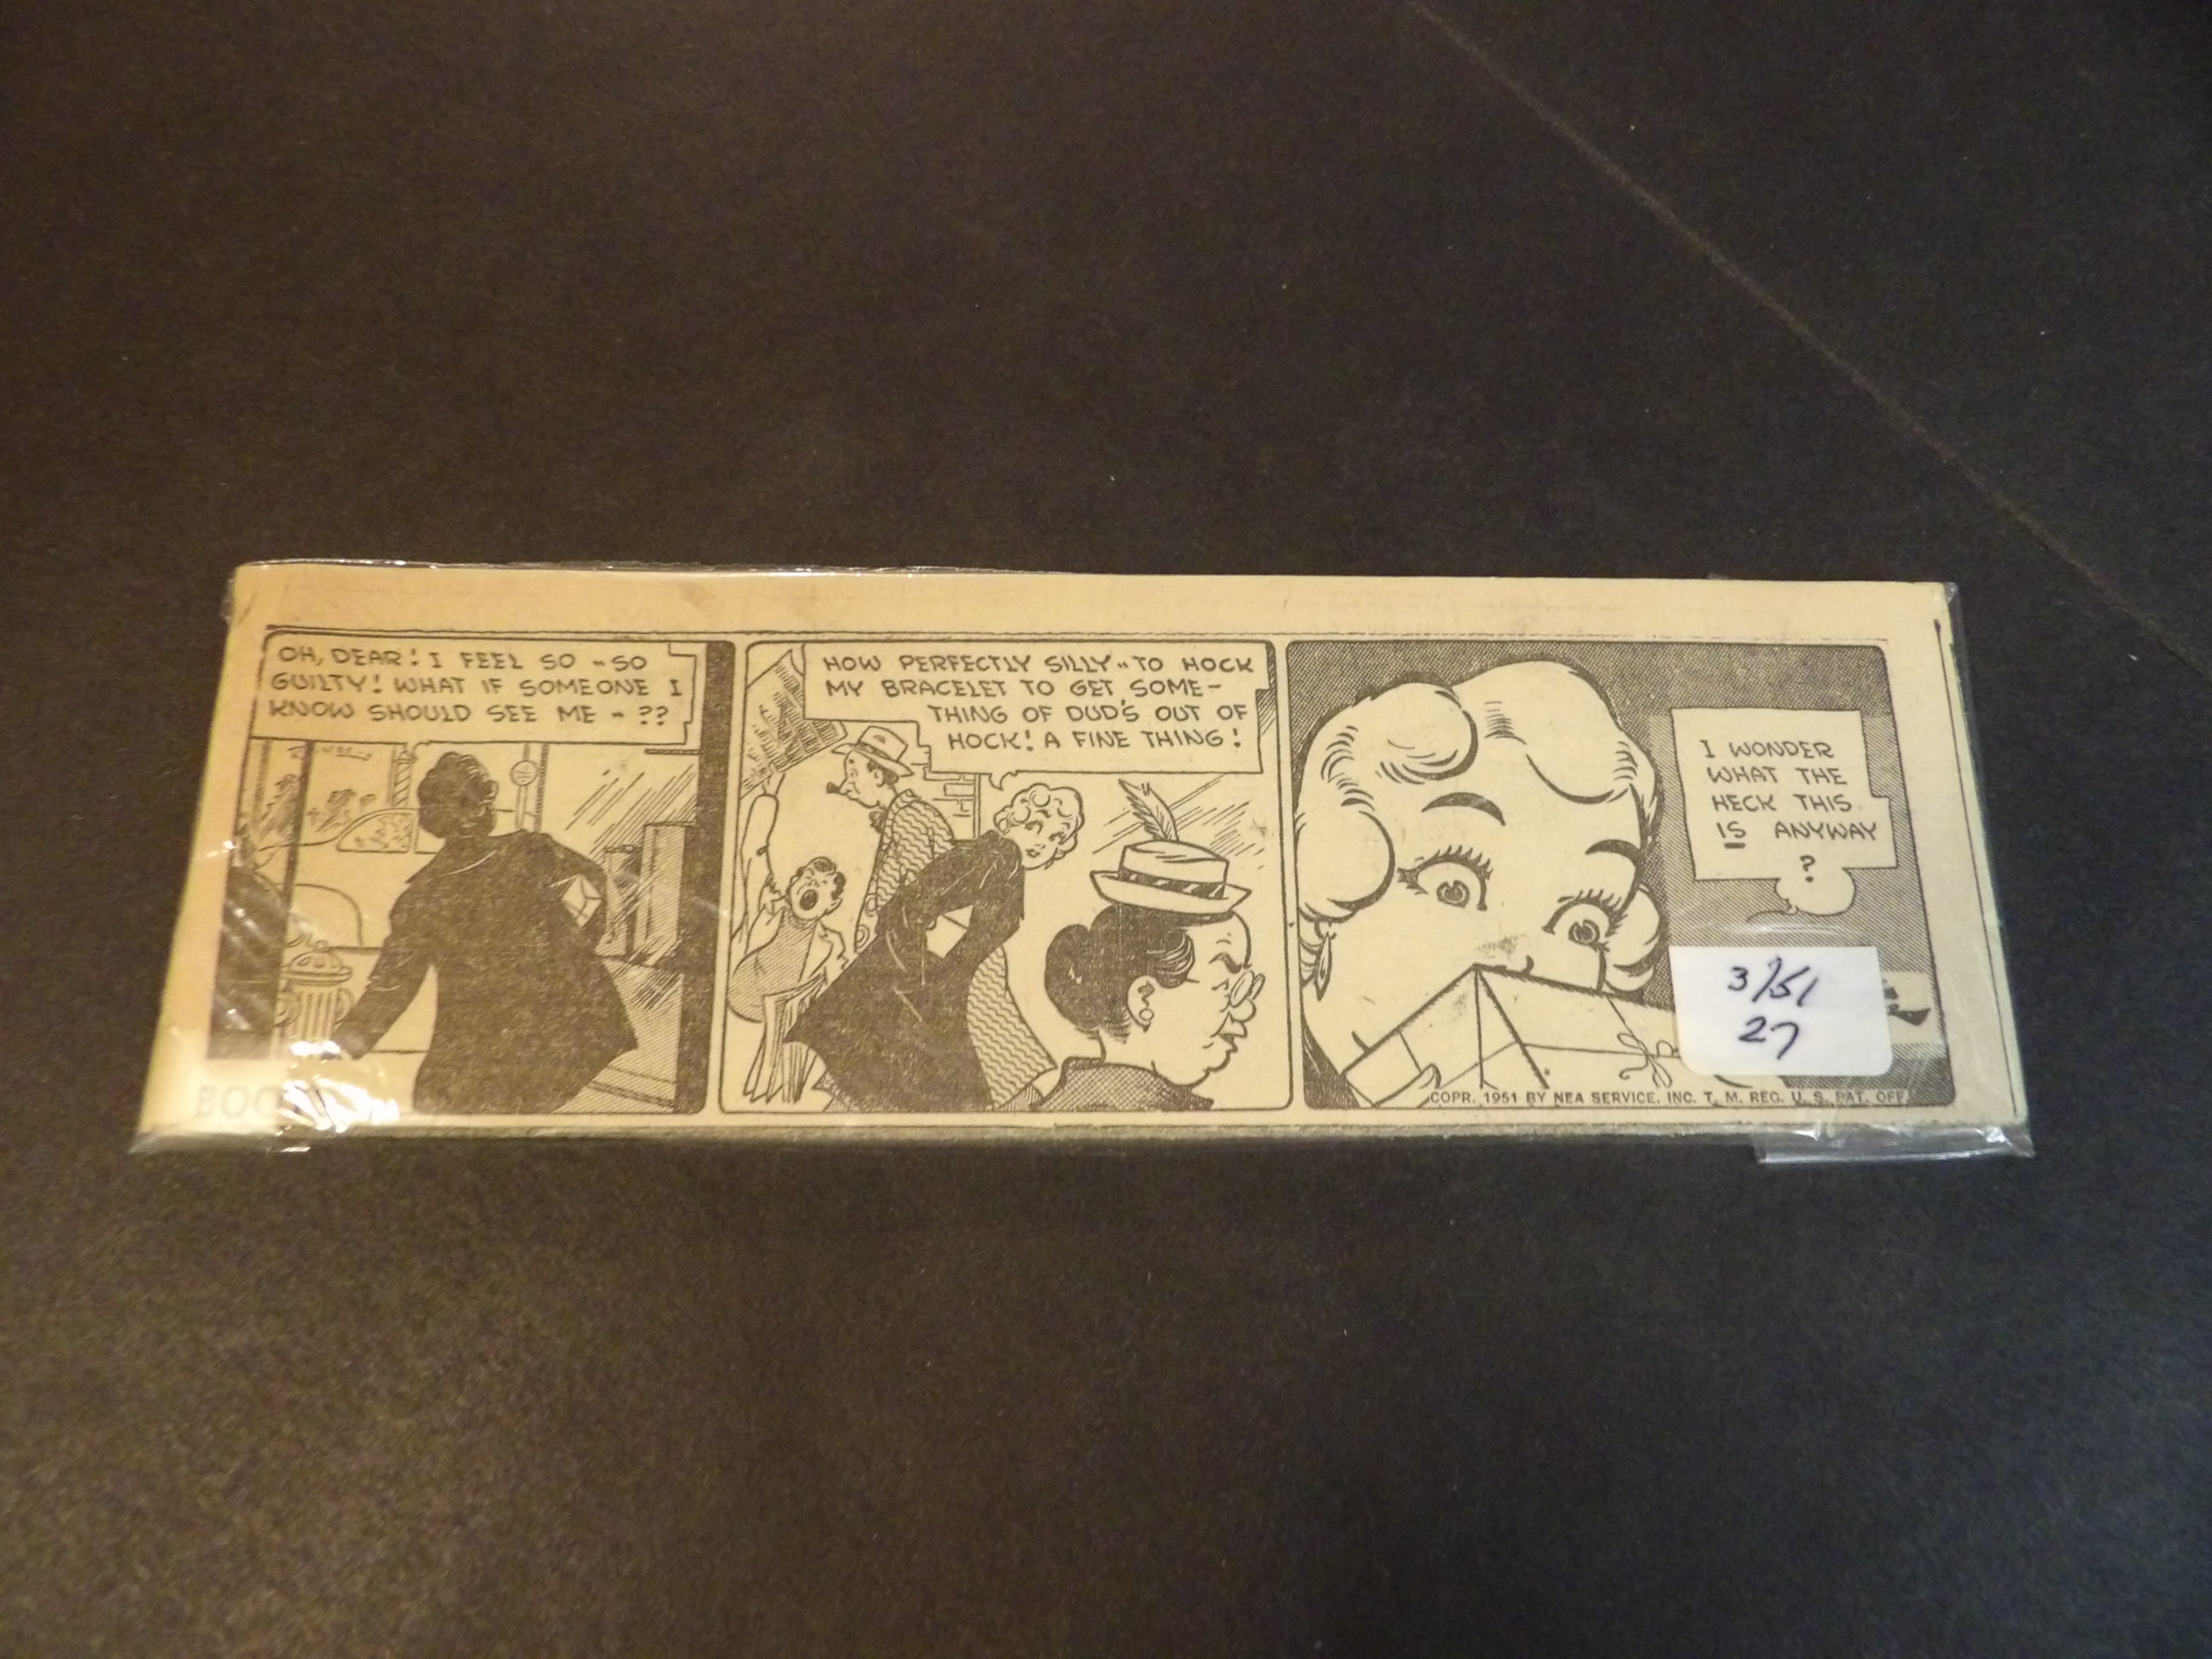 OH, DEAR! I FEEL SO -- SO
GUILTY! WHAT IF SOMEONE I
KNOW SHOULD SEE ME -- ??
HOW PERFECTLY SILLY -- TO HOCK
MY BRACELET TO GET SOME-
THING OF DUD'S OUT OF
HOCK! A FINE THING!
I WONDER
WHAT THE
HECK THIS
IS ANYWAY
?
3/51
27
COPR. 1951 BY NEA SERVICE, INC. T. M. REG. U. S. PAT. OFF.